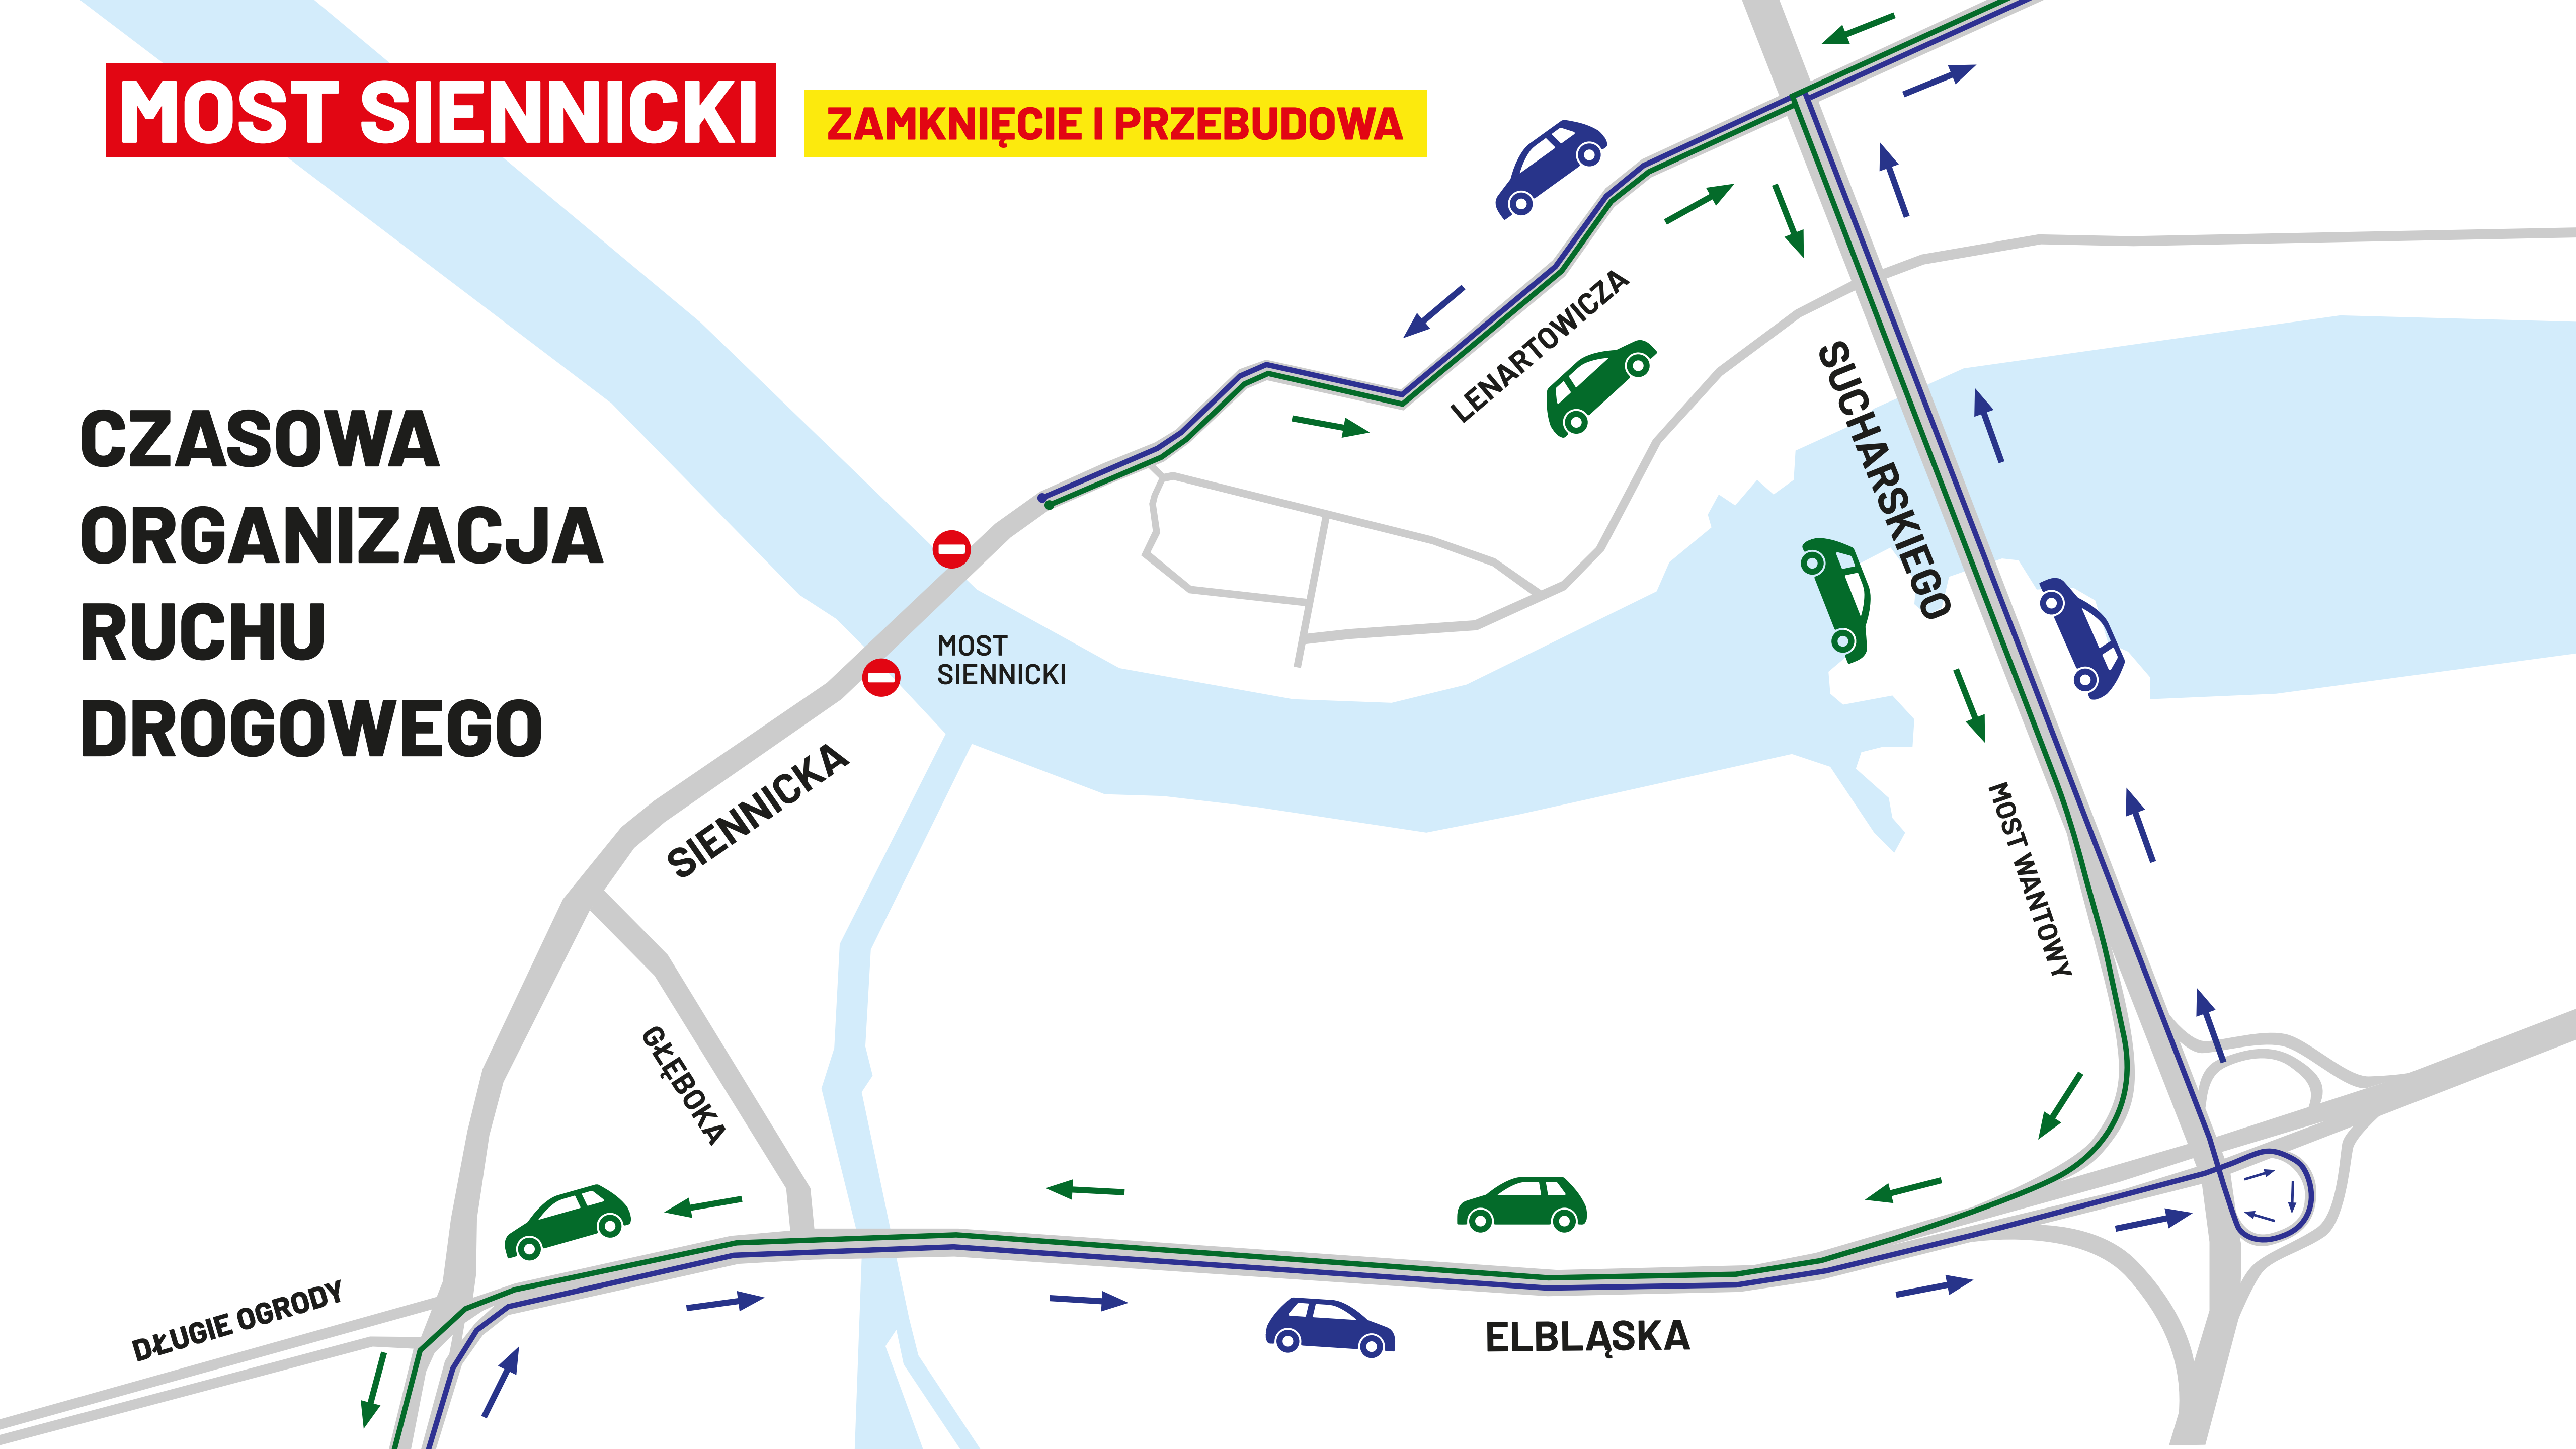 MOST SIENNICKI
ZAMKNIĘCIE I PRZEBUDOWA
CZASOWA
ORGANIZACJA
RUCHU
DROGOWEGO
LENARTOWICZA
SUCHARSKIEGO
MOST
SIENNICKI
SIENNICKA
MOST WANTOWY
GŁĘBOKA
DŁUGIE OGRODY
ELBLĄSKA